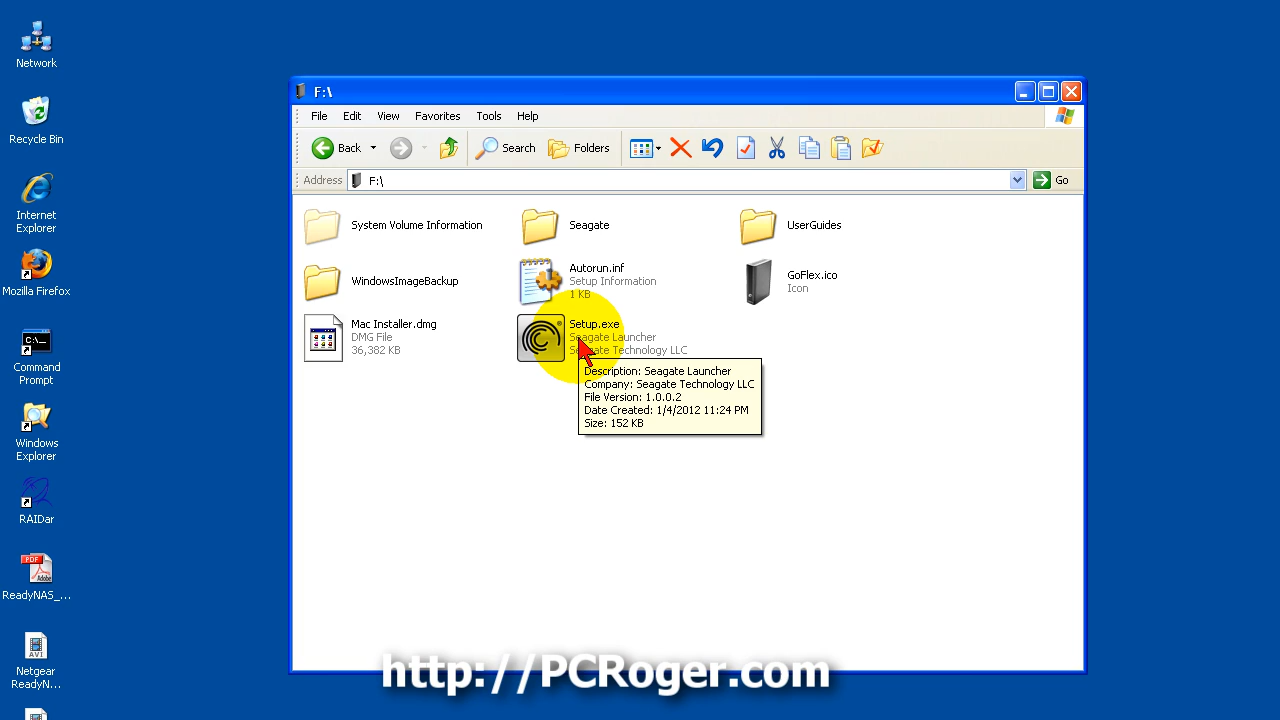 Network
Recycle Bin
Internet
Explorer
Mozilla Firefox
Command
Prompt
Windows
Explorer
RAIDar
PDF
Adobe
ReadyNAS_...
AVI
Netgear
ReadyN...
F:\
File Edit View Favorites Tools Help
Back Search Folders
Address F:\ Go
System Volume Information
Seagate
UserGuides
WindowsImageBackup
Autorun.inf
Setup Information
1 KB
GoFlex.ico
Icon
Mac Installer.dmg
DMG File
36,382 KB
Setup.exe
Seagate Launcher
Seagate Technology LLC
Description: Seagate Launcher
Company: Seagate Technology LLC
File Version: 1.0.0.2
Date Created: 1/4/2012 11:24 PM
Size: 152 KB
http://PCRoger.com